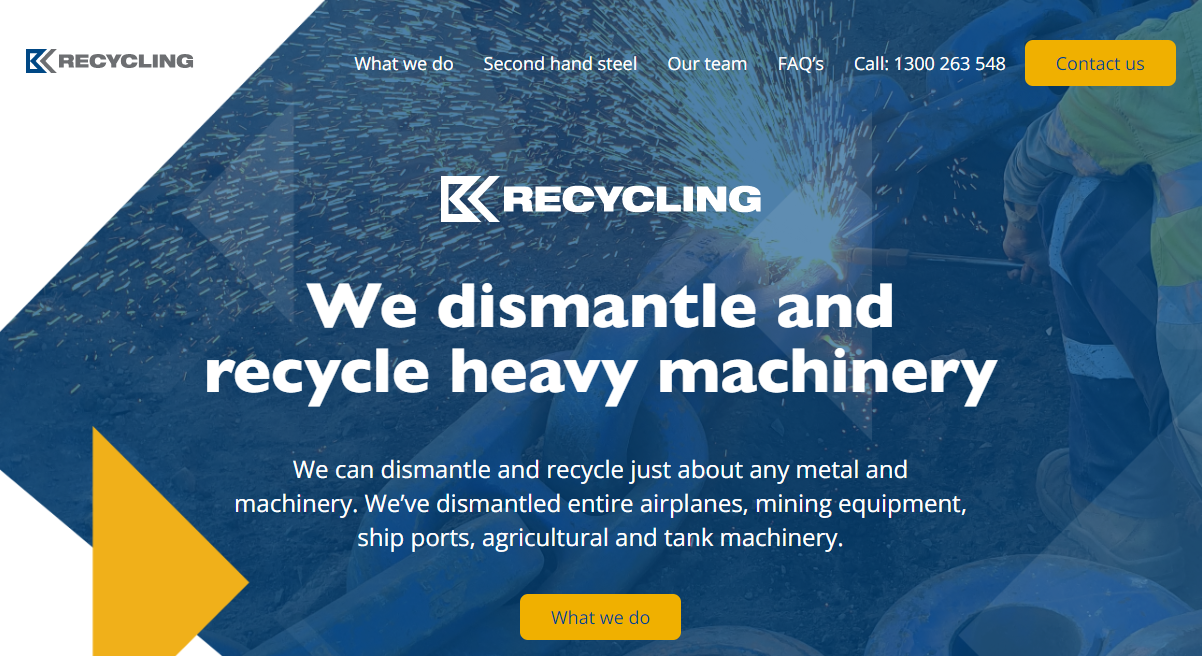 RECYCLING
What we do
Second hand steel
Our team
FAQ's
Call: 1300 263 548
Contact us
RECYCLING
We dismantle and
recycle heavy machinery
We can dismantle and recycle just about any metal and
machinery. We’ve dismantled entire airplanes, mining equipment,
ship ports, agricultural and tank machinery.
What we do